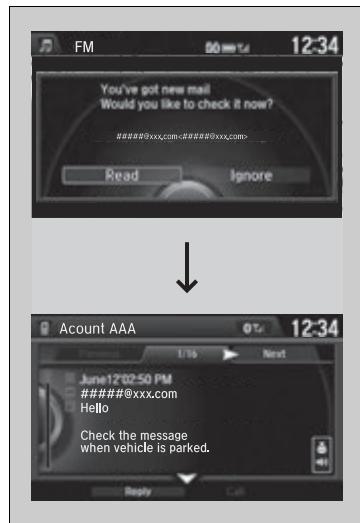 FM
12:34
You've got new mail
Would you like to check it now?
#####@xxx.com<#####@xxx.com>
Read Ignore
Acount AAA
12:34
Previous 1/16 Next
June12'02:50 PM
#####@xxx.com
Hello
Check the message
when vehicle is parked.
Reply Call